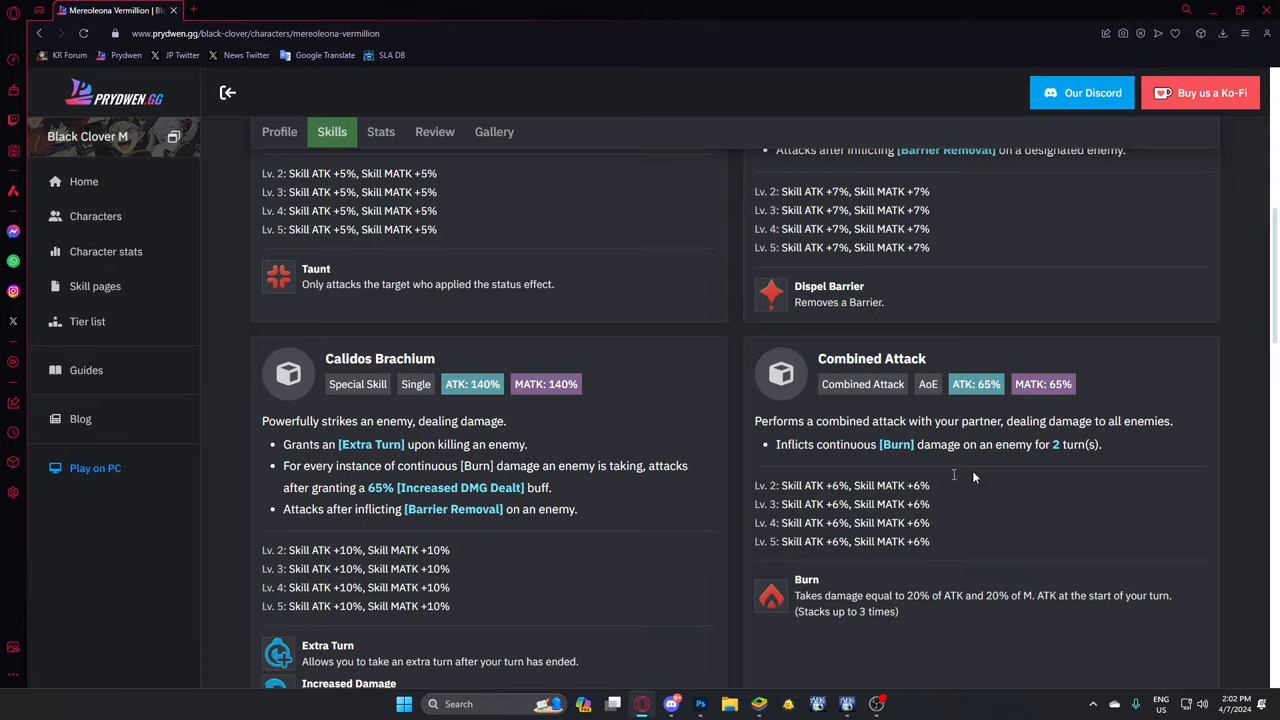 Mereoleona Vermillion | Bl
www.prydwen.gg/black-clover/characters/mereoleona-vermillion
KR Forum
Prydwen
JP Twitter
News Twitter
Google Translate
SLA DB
PRYDWEN.GG
Our Discord
Buy us a Ko-Fi
Black Clover M
Home
Characters
Character stats
Skill pages
Tier list
Guides
Blog
Play on PC
Profile
Skills
Stats
Review
Gallery
Lv. 2: Skill ATK +5%, Skill MATK +5%
Lv. 3: Skill ATK +5%, Skill MATK +5%
Lv. 4: Skill ATK +5%, Skill MATK +5%
Lv. 5: Skill ATK +5%, Skill MATK +5%
Taunt
Only attacks the target who applied the status effect.
Attacks after inflicting [Barrier Removal] on a designated enemy.
Lv. 2: Skill ATK +7%, Skill MATK +7%
Lv. 3: Skill ATK +7%, Skill MATK +7%
Lv. 4: Skill ATK +7%, Skill MATK +7%
Lv. 5: Skill ATK +7%, Skill MATK +7%
Dispel Barrier
Removes a Barrier.
Calidos Brachium
Special Skill Single ATK: 140% MATK: 140%
Powerfully strikes an enemy, dealing damage.
Grants an [Extra Turn] upon killing an enemy.
For every instance of continuous [Burn] damage an enemy is taking, attacks
after granting a 65% [Increased DMG Dealt] buff.
Attacks after inflicting [Barrier Removal] on an enemy.
Lv. 2: Skill ATK +10%, Skill MATK +10%
Lv. 3: Skill ATK +10%, Skill MATK +10%
Lv. 4: Skill ATK +10%, Skill MATK +10%
Lv. 5: Skill ATK +10%, Skill MATK +10%
Extra Turn
Allows you to take an extra turn after your turn has ended.
Increased Damage
Combined Attack
Combined Attack AoE ATK: 65% MATK: 65%
Performs a combined attack with your partner, dealing damage to all enemies.
Inflicts continuous [Burn] damage on an enemy for 2 turn(s).
Lv. 2: Skill ATK +6%, Skill MATK +6%
Lv. 3: Skill ATK +6%, Skill MATK +6%
Lv. 4: Skill ATK +6%, Skill MATK +6%
Lv. 5: Skill ATK +6%, Skill MATK +6%
Burn
Takes damage equal to 20% of ATK and 20% of M. ATK at the start of your turn.
(Stacks up to 3 times)
Search
ENG
US
2:02 PM
4/7/2024